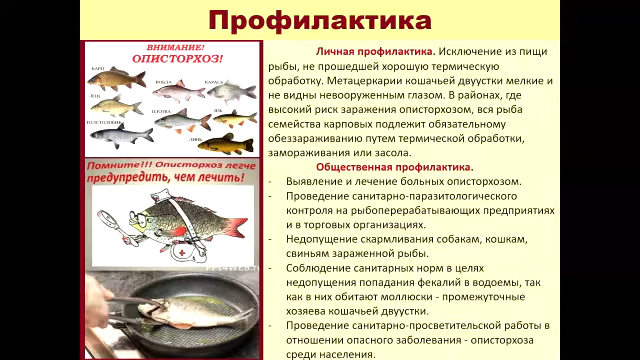 Профилактика
ВНИМАНИЕ!
ОПИСТОРХОЗ!
КАРП
ВОБЛА
КАРАСЬ
ЛЕЩ
ПЛОТВА
ЯЗЬ
ТОЛСТОЛОБИК
ЛИНЬ
Помните!!! Описторхоз легче
предупредить, чем лечить!
Личная профилактика. Исключение из пищи
рыбы, не прошедшей хорошую термическую
обработку. Метацеркарии кошачьей двуустки мелкие и
не видны невооруженным глазом. В районах, где
высокий риск заражения описторхозом, вся рыба
семейства карповых подлежит обязательному
обеззараживанию путем термической обработки,
замораживания или засола.
Общественная профилактика.
- Выявление и лечение больных описторхозом.
- Проведение санитарно-паразитологического
контроля на рыбоперерабатывающих предприятиях
и в торговых организациях.
- Недопущение скармливания собакам, кошкам,
свиньям зараженной рыбы.
- Соблюдение санитарных норм в целях
недопущения попадания фекалий в водоемы, так
как в них обитают моллюски - промежуточные
хозяева кошачьей двуустки.
- Проведение санитарно-просветительской работы в
отношении опасного заболевания - описторхоза
среди населения.